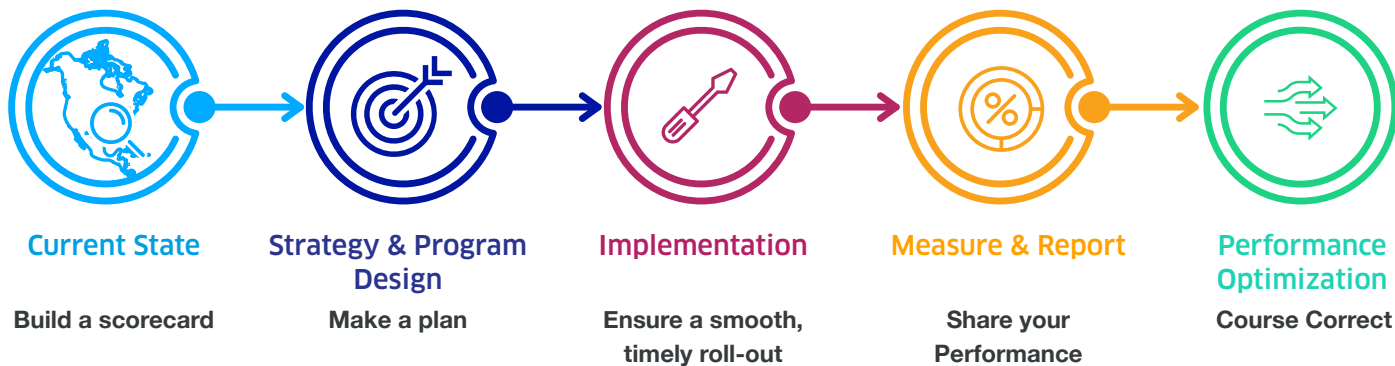 Current State
Build a scorecard
Strategy & Program
Design
Make a plan
Implementation
Ensure a smooth,
timely roll-out
%
Measure & Report
Share your
Performance
Performance
Optimization
Course Correct